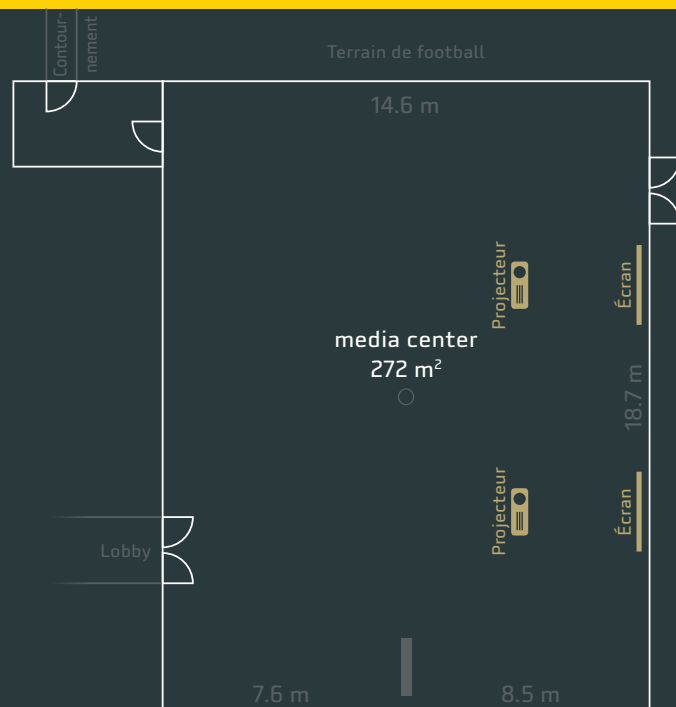 Contour-
nement
Terrain de football
14.6 m
Projecteur
Écran
media center
272 m²
18.7 m
Projecteur
Écran
Lobby
7.6 m
8.5 m